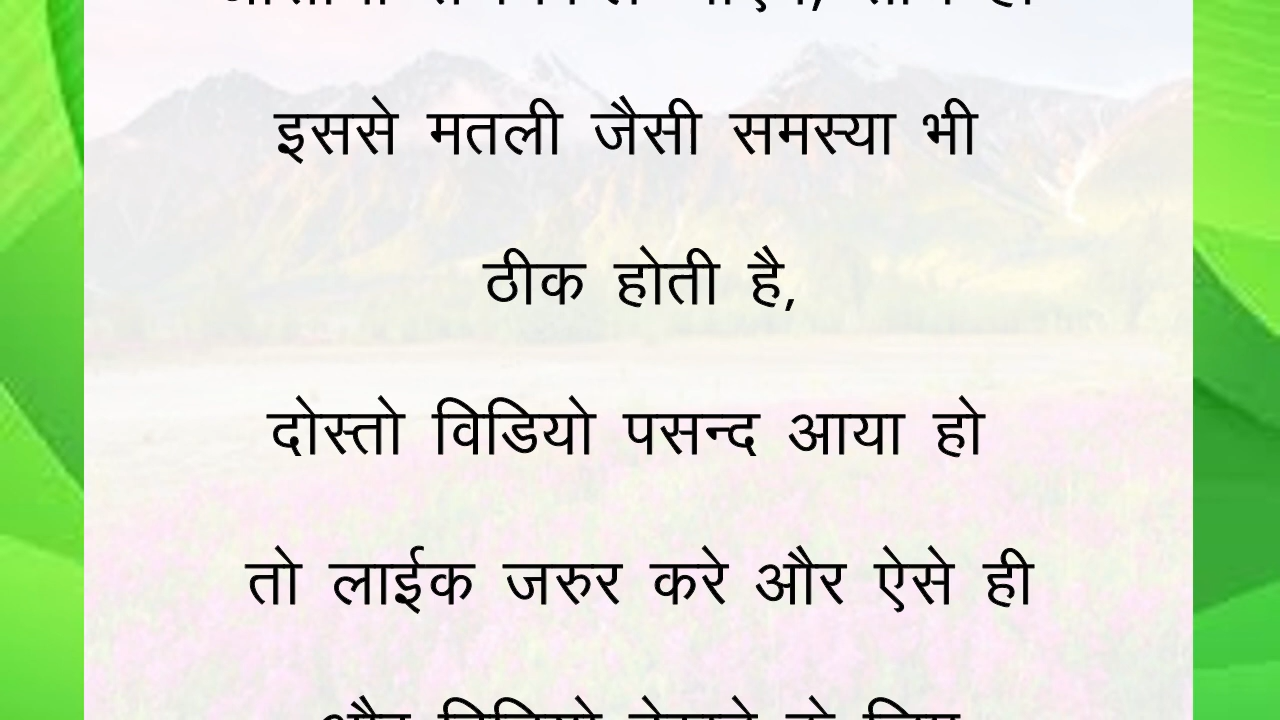 इससे मतली जैसी समस्या भी
ठीक होती है,
दोस्तो विडियो पसन्द आया हो
तो लाईक जरुर करे और ऐसे ही